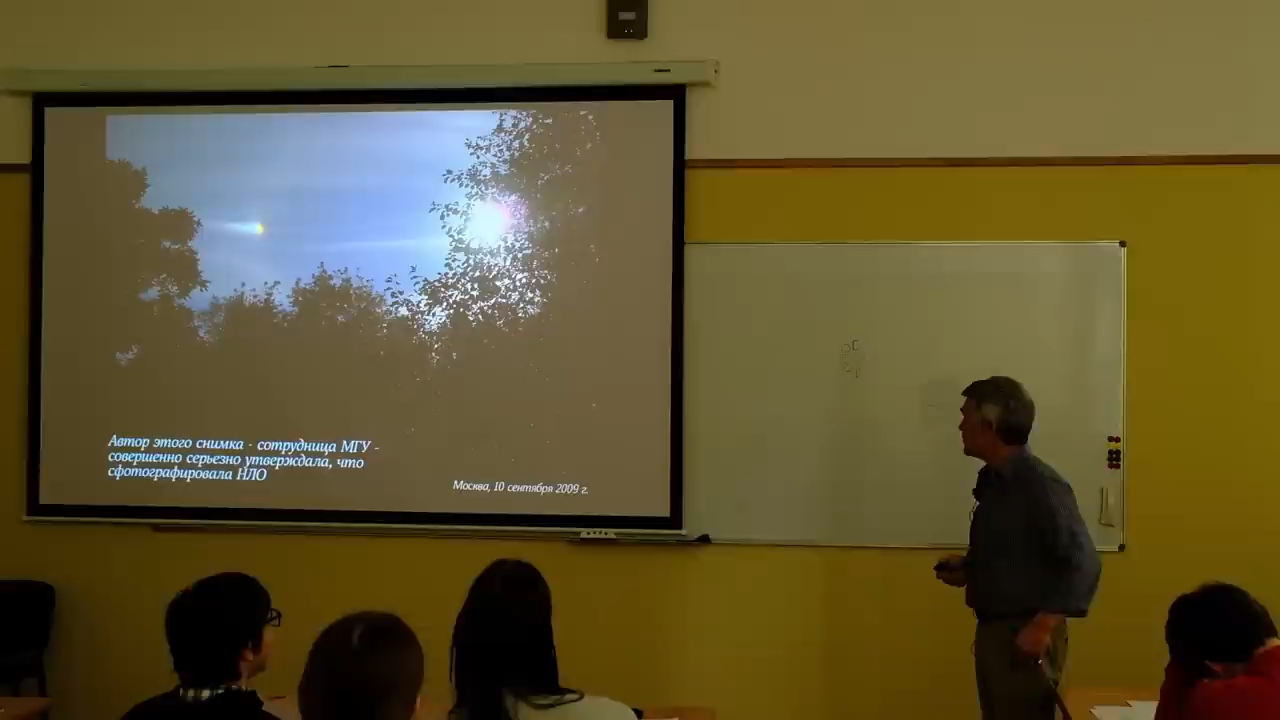 Автор этого снимка - сотрудница МГУ -
совершенно серьезно утверждала, что
сфотографировала НЛО
Москва, 10 сентября 2009 г.